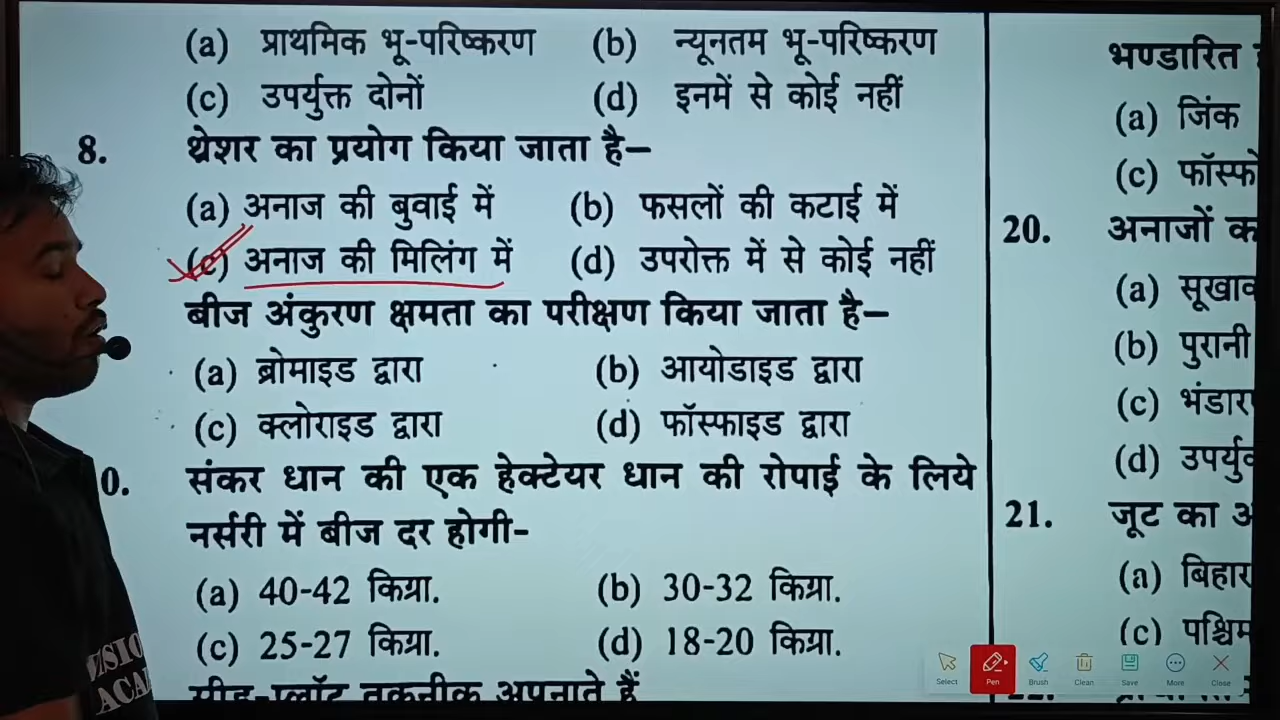 (a) प्राथमिक भू-परिष्करण (b) न्यूनतम भू-परिष्करण
(c) उपर्युक्त दोनों (d) इनमें से कोई नहीं
8. थ्रेशर का प्रयोग किया जाता है–
(a) अनाज की बुवाई में (b) फसलों की कटाई में
(c) अनाज की मिलिंग में (d) उपरोक्त में से कोई नहीं
बीज अंकुरण क्षमता का परीक्षण किया जाता है–
(a) ब्रोमाइड द्वारा (b) आयोडाइड द्वारा
(c) क्लोराइड द्वारा (d) फॉस्फाइड द्वारा
0. संकर धान की एक हेक्टेयर धान की रोपाई के लिये
नर्सरी में बीज दर होगी-
(a) 40-42 किग्रा. (b) 30-32 किग्रा.
(c) 25-27 किग्रा. (d) 18-20 किग्रा.
भण्डारित
(a) जिंक
(c)
20. अनाजों
(a)
(b) पुरानी
(c)
(d)
21. जूट का
(a) बिहार
(c)
Select Pen Brush Clean Save More Close